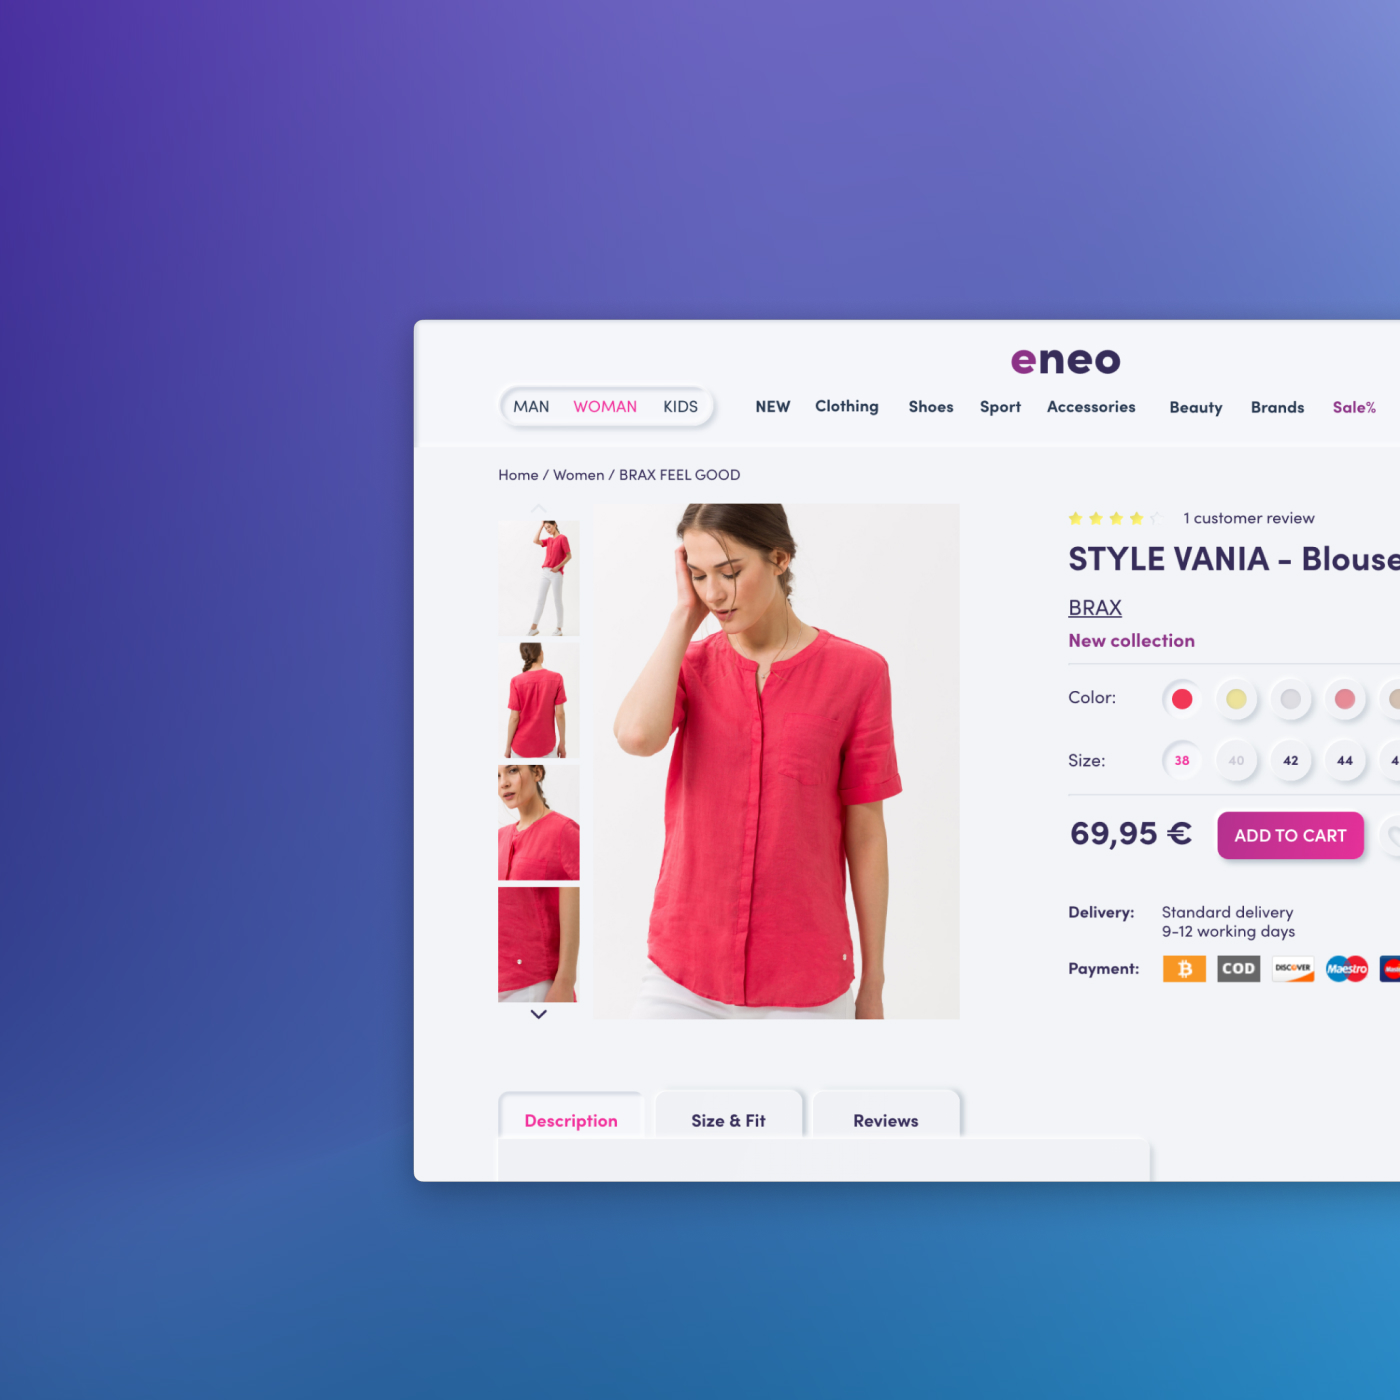 eneo
MAN WOMAN KIDS NEW Clothing Shoes Sport Accessories Beauty Brands Sale%
Home / Women / BRAX FEEL GOOD
1 customer review
STYLE VANIA - Blouse
BRAX
New collection
Color:
Size: 38 40 42 44 4
69,95 € ADD TO CART
Delivery: Standard delivery
9-12 working days
Payment: COD DISCOVER Maestro
Description Size & Fit Reviews